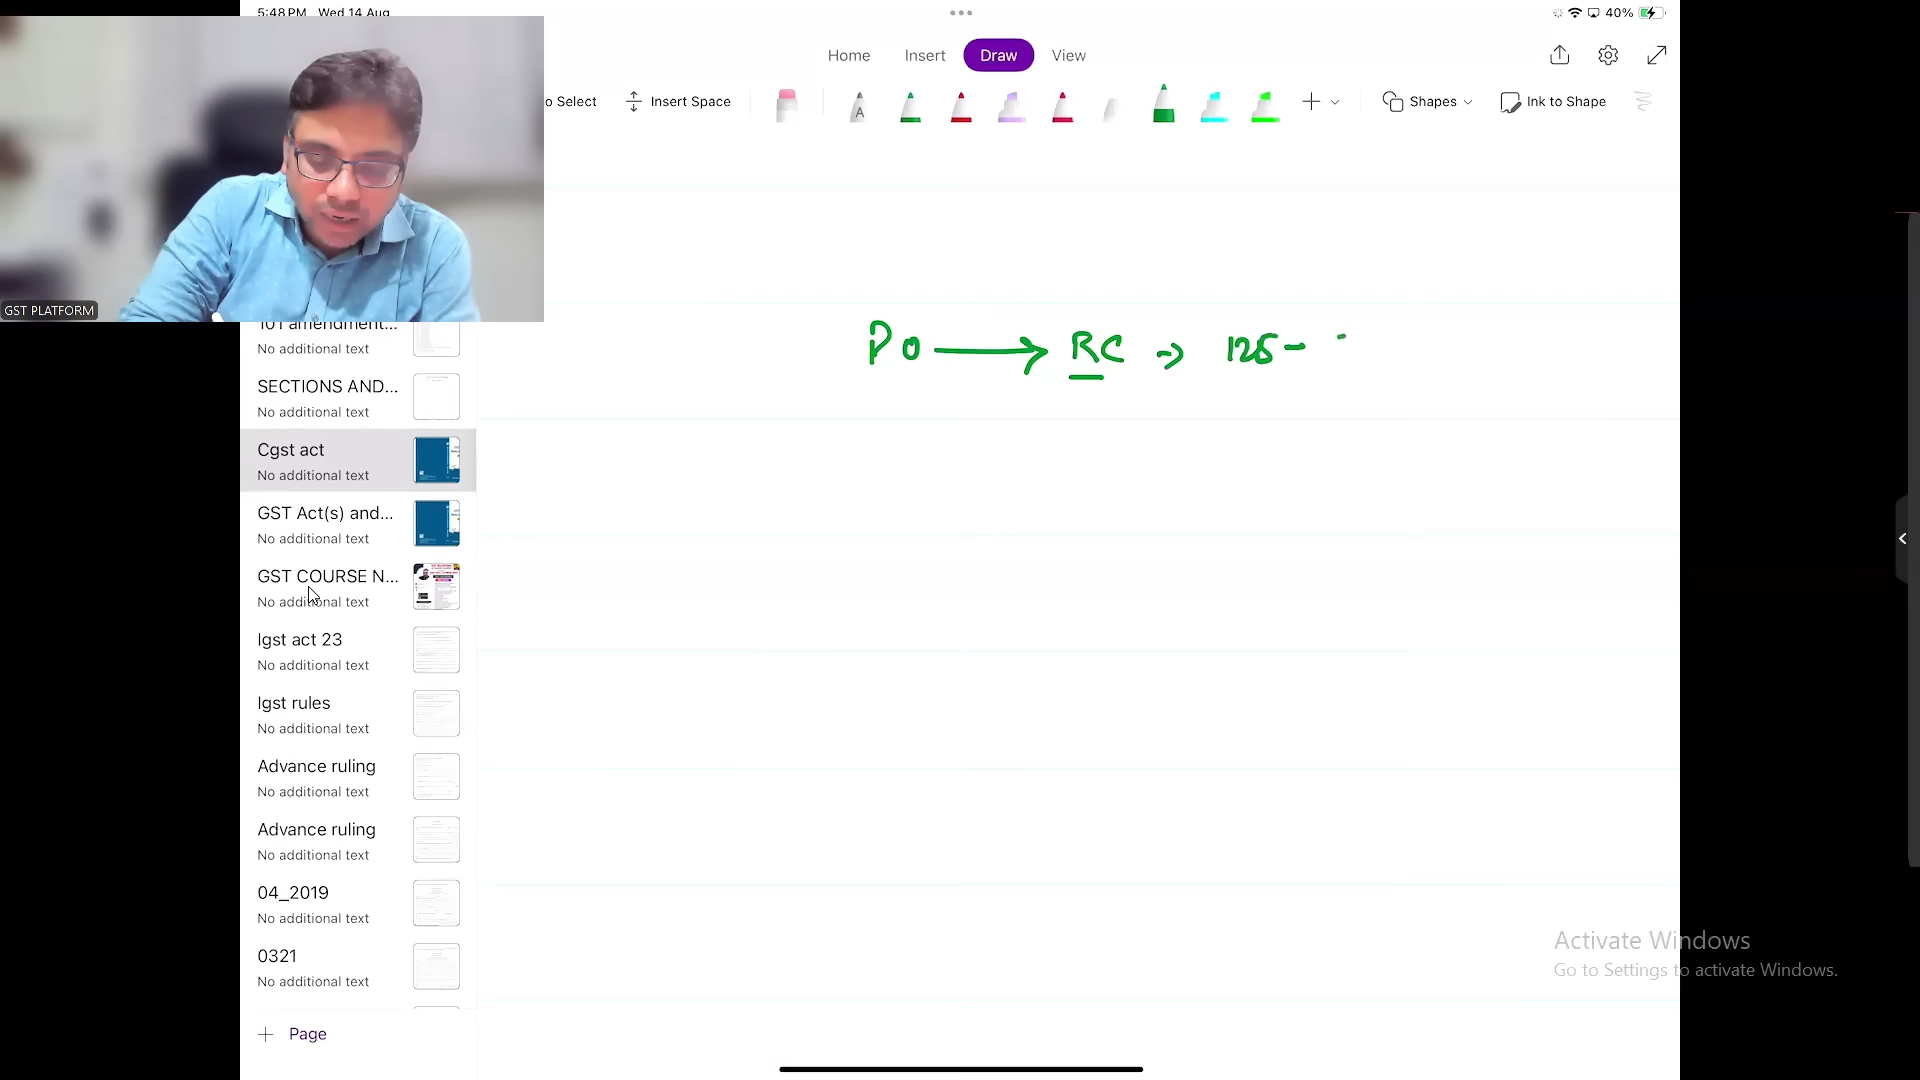 5:48 PM Wed 14 Aug
40%
Home Insert Draw View
o Select Insert Space A Shapes Ink to Shape
GST PLATFORM
101 amendment...
No additional text
SECTIONS AND...
No additional text
Cgst act
No additional text
GST Act(s) and...
No additional text
GST COURSE N...
No additional text
Igst act 23
No additional text
Igst rules
No additional text
Advance ruling
No additional text
Advance ruling
No additional text
04_2019
No additional text
0321
No additional text
Page
PO → RC → 125 -
Activate Windows
Go to Settings to activate Windows.